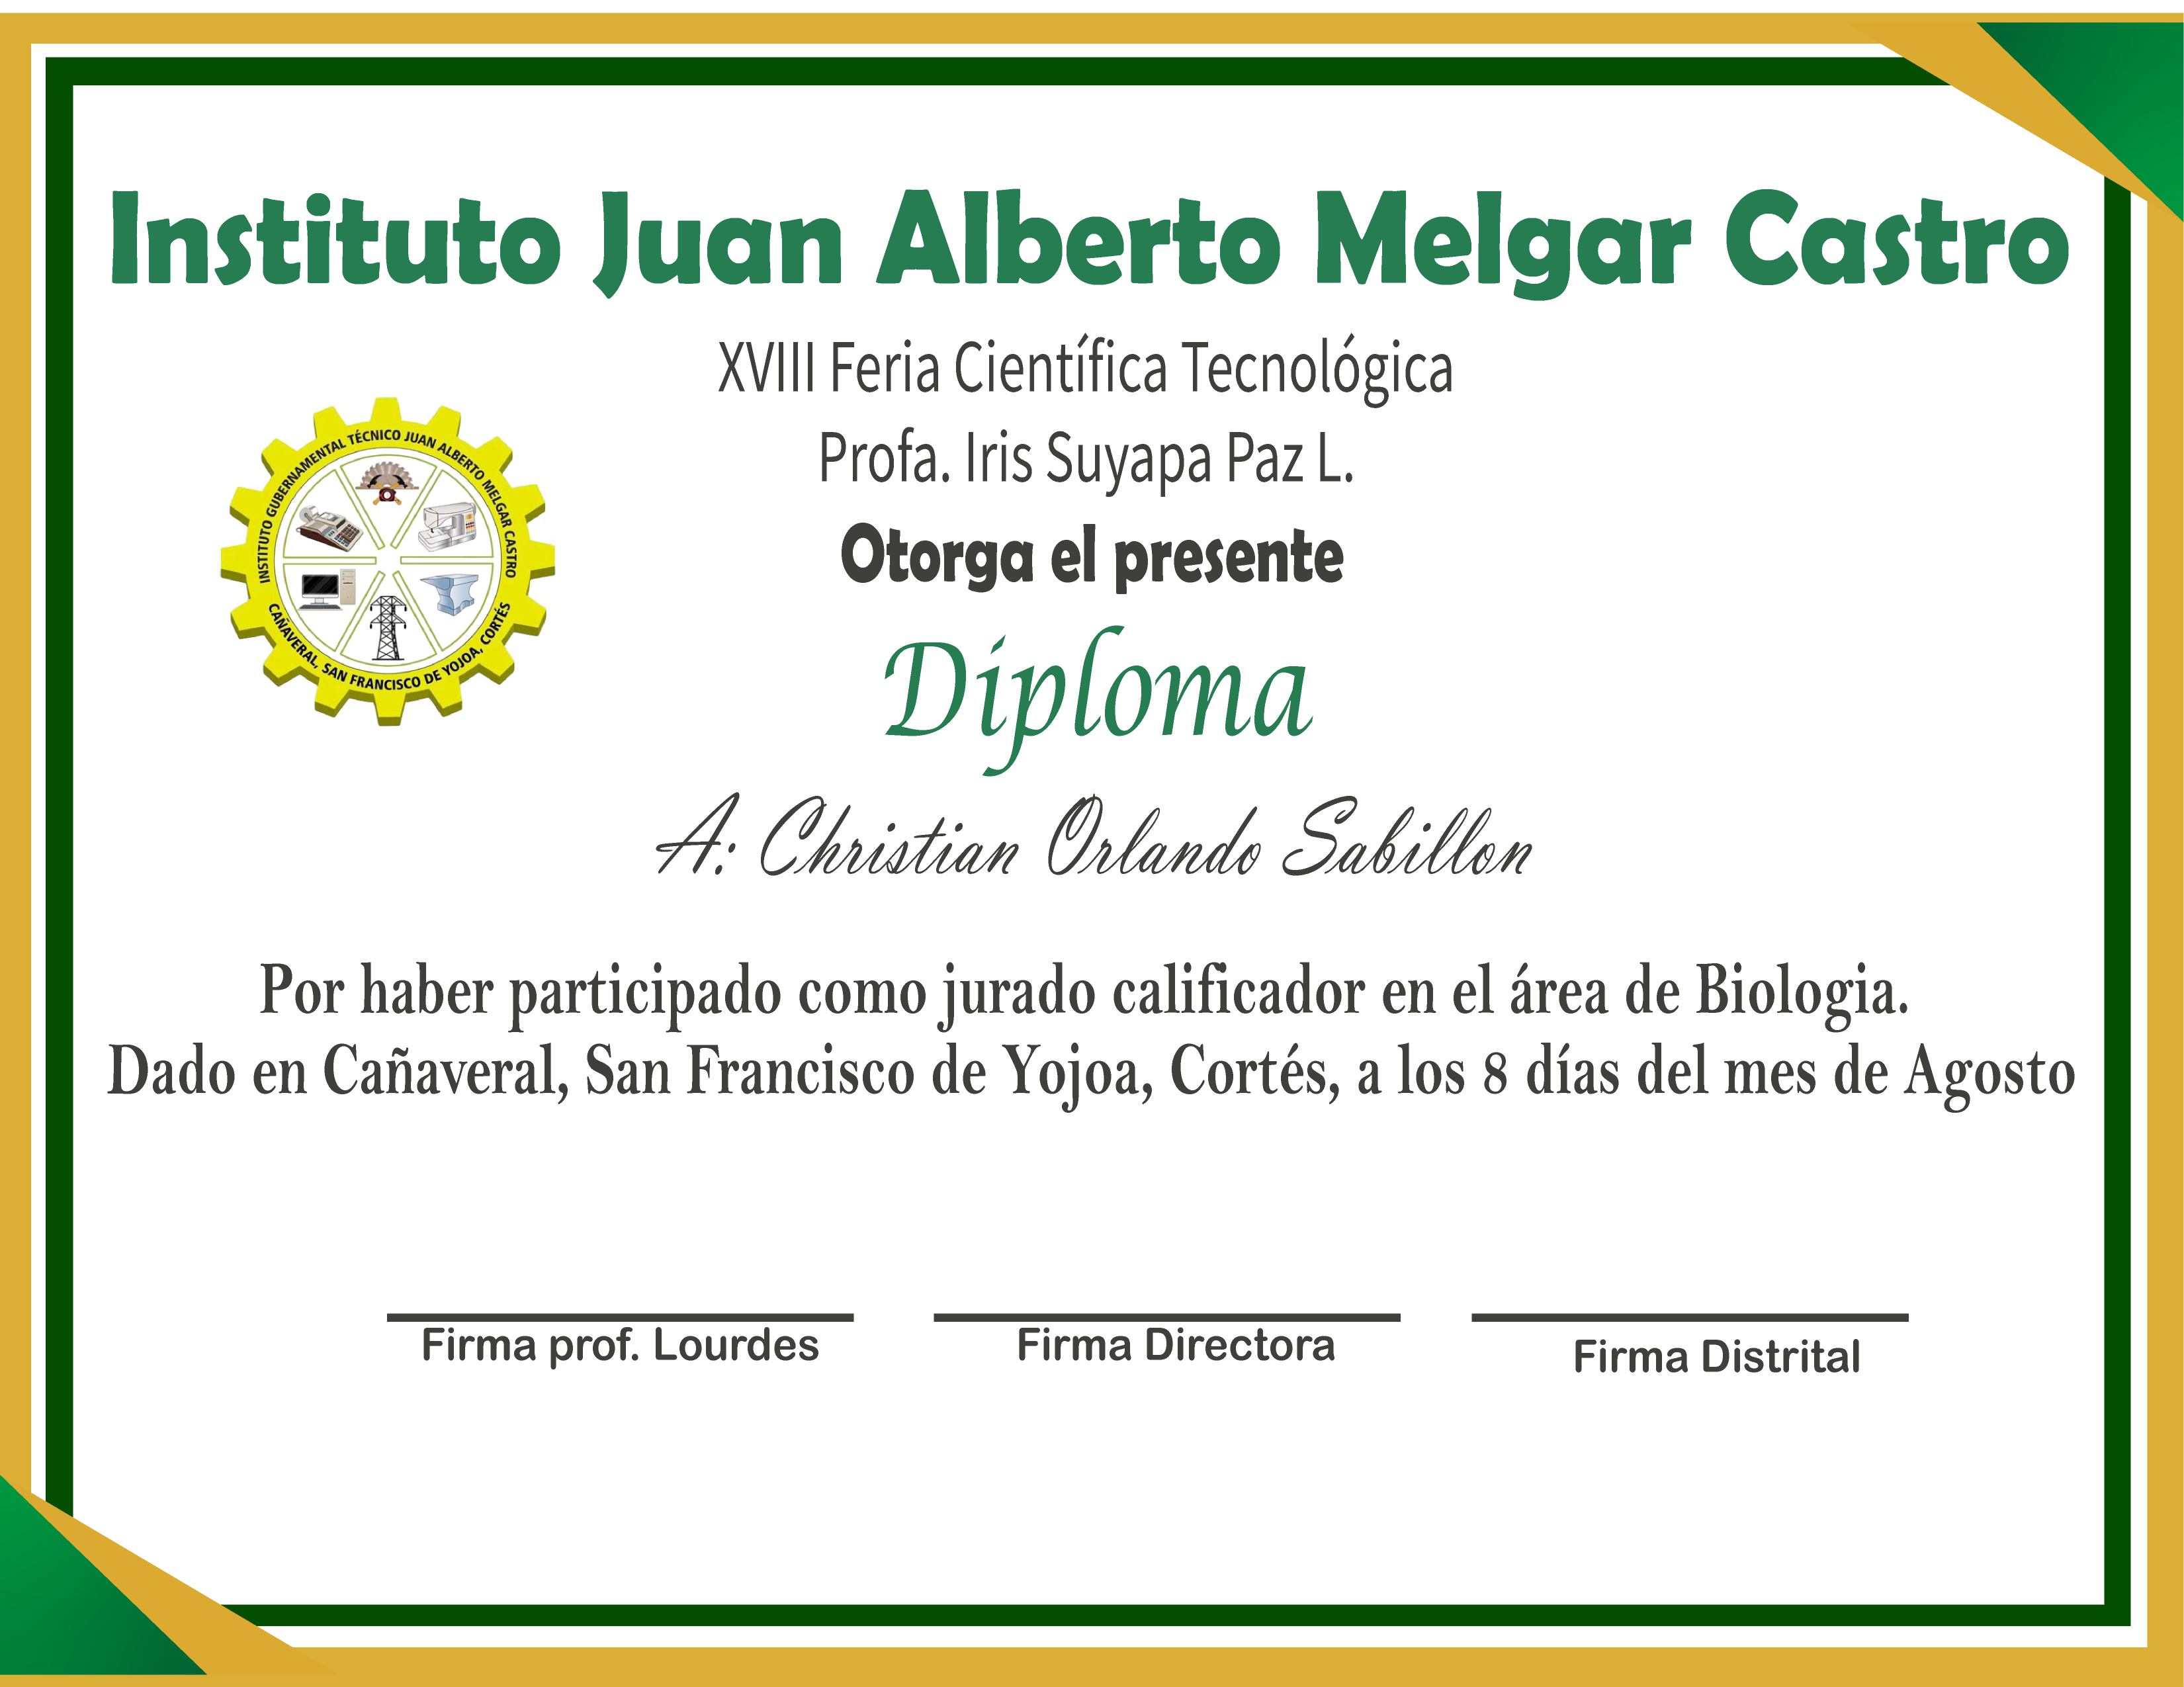 Instituto Juan Alberto Melgar Castro
XVIII Feria Científica Tecnológica
Profa. Iris Suyapa Paz L.
INSTITUTO GUBERNAMENTAL TÉCNICO JUAN ALBERTO MELGAR CASTRO
CAÑAVERAL, SAN FRANCISCO DE YOJOA, CORTÉS
Otorga el presente
Diploma
A: Christian Orlando Sabillon
Por haber participado como jurado calificador en el área de Biologia.
Dado en Cañaveral, San Francisco de Yojoa, Cortés, a los 8 días del mes de Agosto
Firma prof. Lourdes
Firma Directora
Firma Distrital